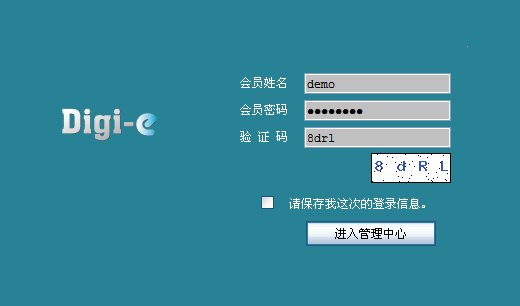 Digi-e
会员姓名 demo
会员密码 ●●●●●●●●
验 证 码 8drl
8 d R L
请保存我这次的登录信息。
进入管理中心